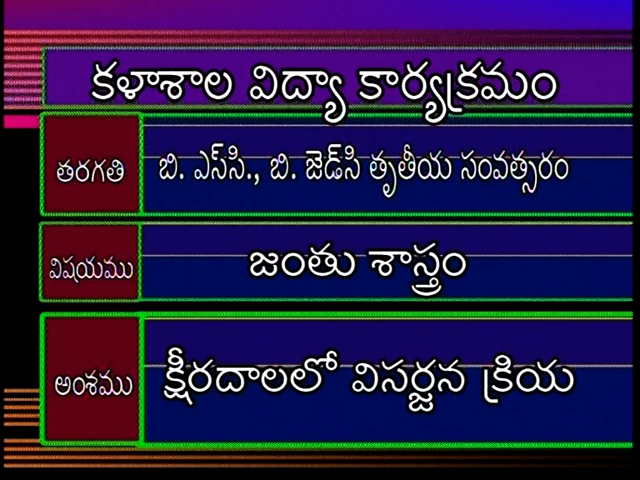 కళాశాల విద్యా కార్యక్రమం
తరగతి బి. ఎస్‌సి., బి. జెడ్‌సి తృతీయ సంవత్సరం
విషయము జంతు శాస్త్రం
అంశము క్షీరదాలలో విసర్జన క్రియ